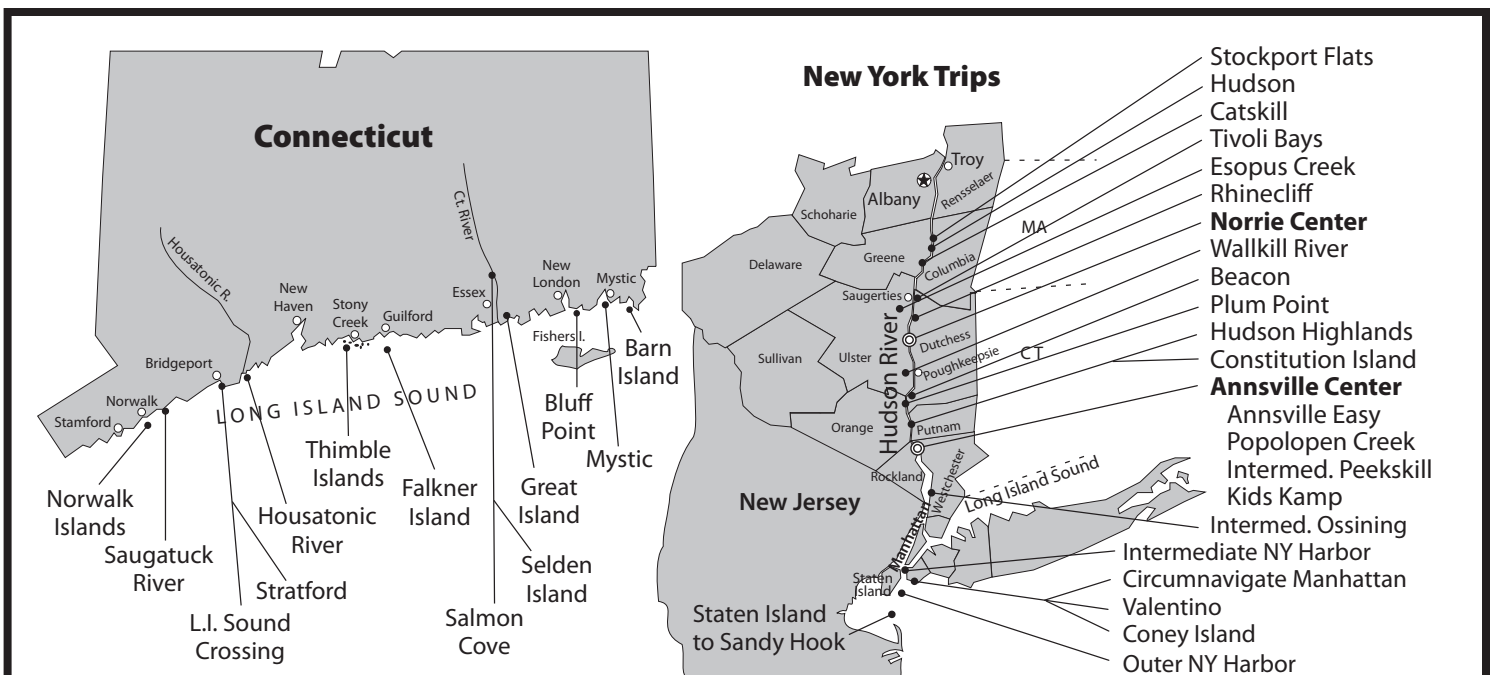 Connecticut
Ct. River
Housatonic R.
New
Haven
Stony
Creek
Guilford
Essex
New
London
Mystic
Fishers I.
Bridgeport
Norwalk
Stamford
LONG ISLAND SOUND
Norwalk
Islands
Saugatuck
River
L.I. Sound
Crossing
Stratford
Housatonic
River
Thimble
Islands
Falkner
Island
Salmon
Cove
Selden
Island
Great
Island
Bluff
Point
Mystic
Barn
Island
New York Trips
Troy
Albany
Rensselaer
Schoharie
MA
Greene
Columbia
Delaware
Saugerties
Hudson River
Dutchess
Ulster
Sullivan
Poughkeepsie
CT
Orange
Putnam
Rockland
Westchester
Long Island Sound
New Jersey
Manhattan
Staten
Island
Staten Island
to Sandy Hook
Stockport Flats
Hudson
Catskill
Tivoli Bays
Esopus Creek
Rhinecliff
Norrie Center
Wallkill River
Beacon
Plum Point
Hudson Highlands
Constitution Island
Annsville Center
Annsville Easy
Popolopen Creek
Intermed. Peekskill
Kids Kamp
Intermed. Ossining
Intermediate NY Harbor
Circumnavigate Manhattan
Valentino
Coney Island
Outer NY Harbor